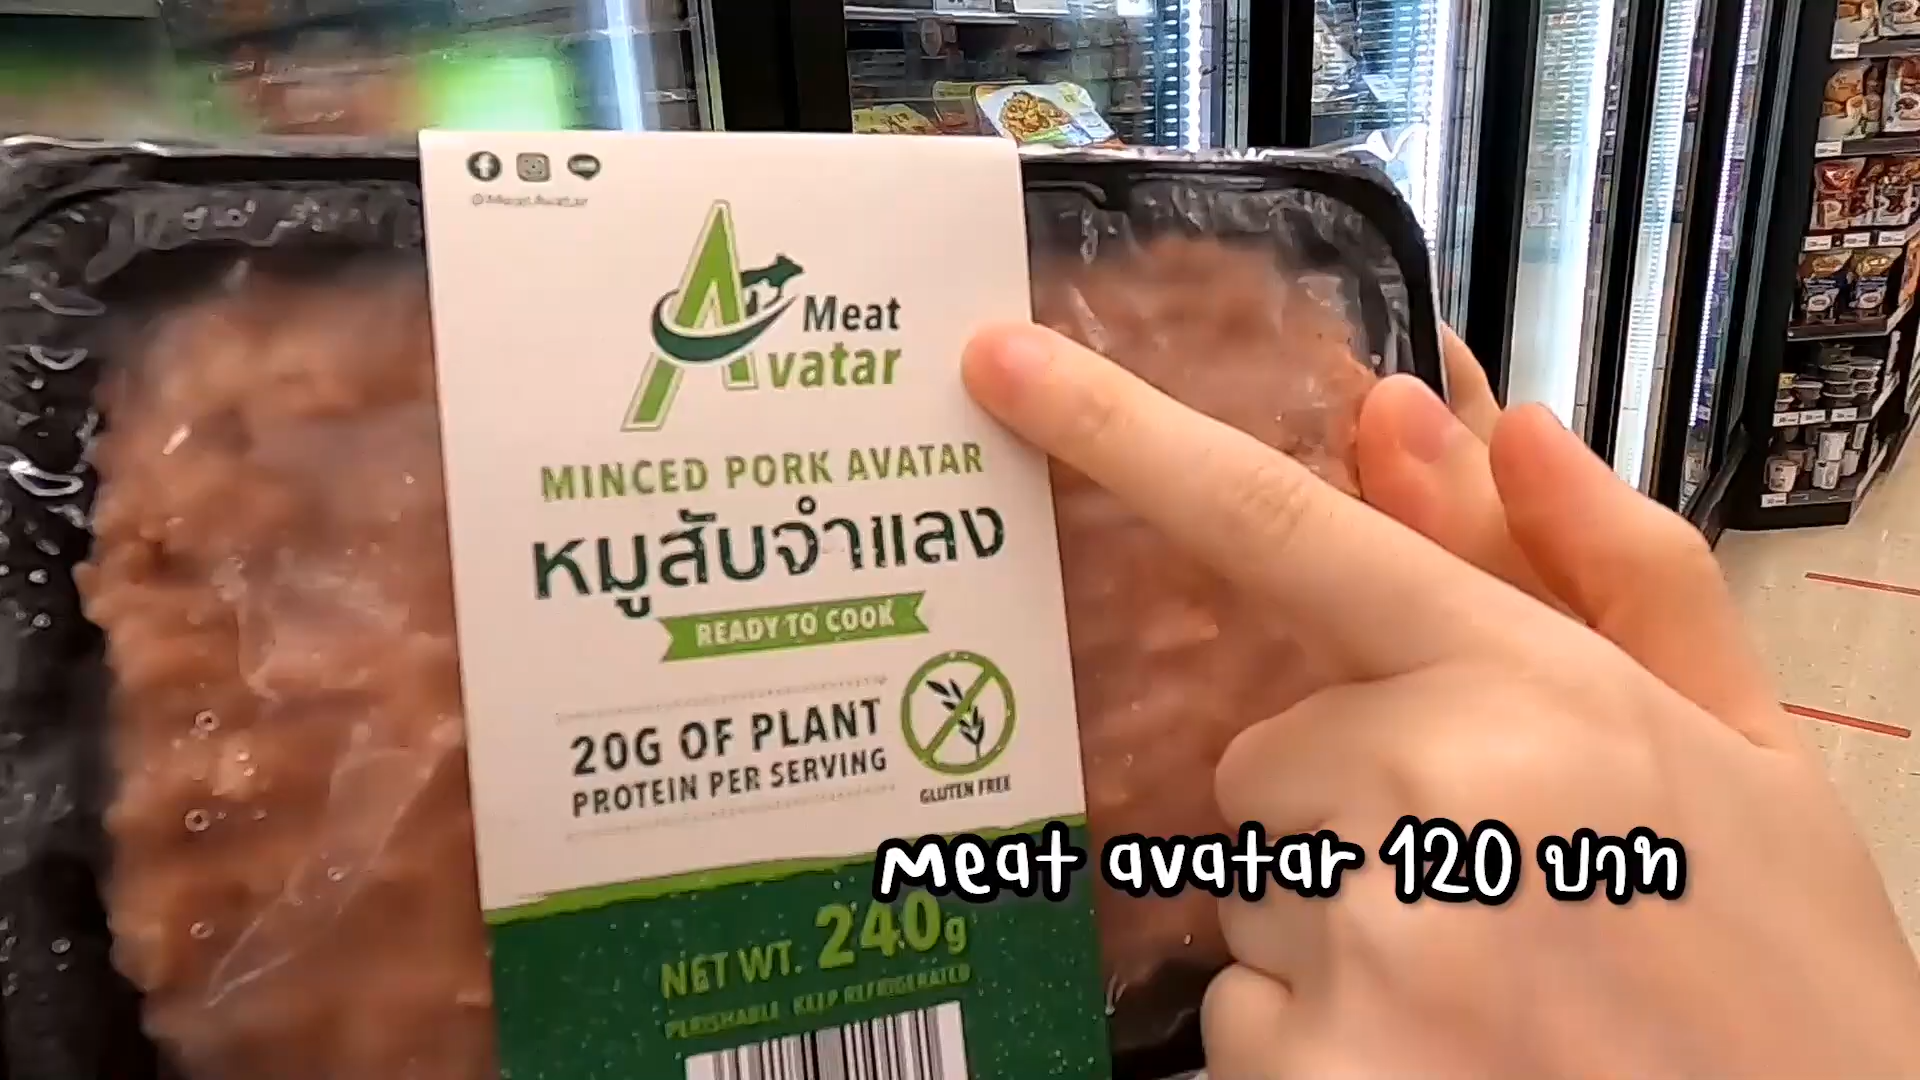 Meat
Avatar
MINCED PORK AVATAR
หมูสับจำแลง
READY TO COOK
20G OF PLANT
PROTEIN PER SERVING
GLUTEN FREE
meat avatar 120 บาท
NET WT. 240g
PERISHABLE KEEP REFRIGERATED